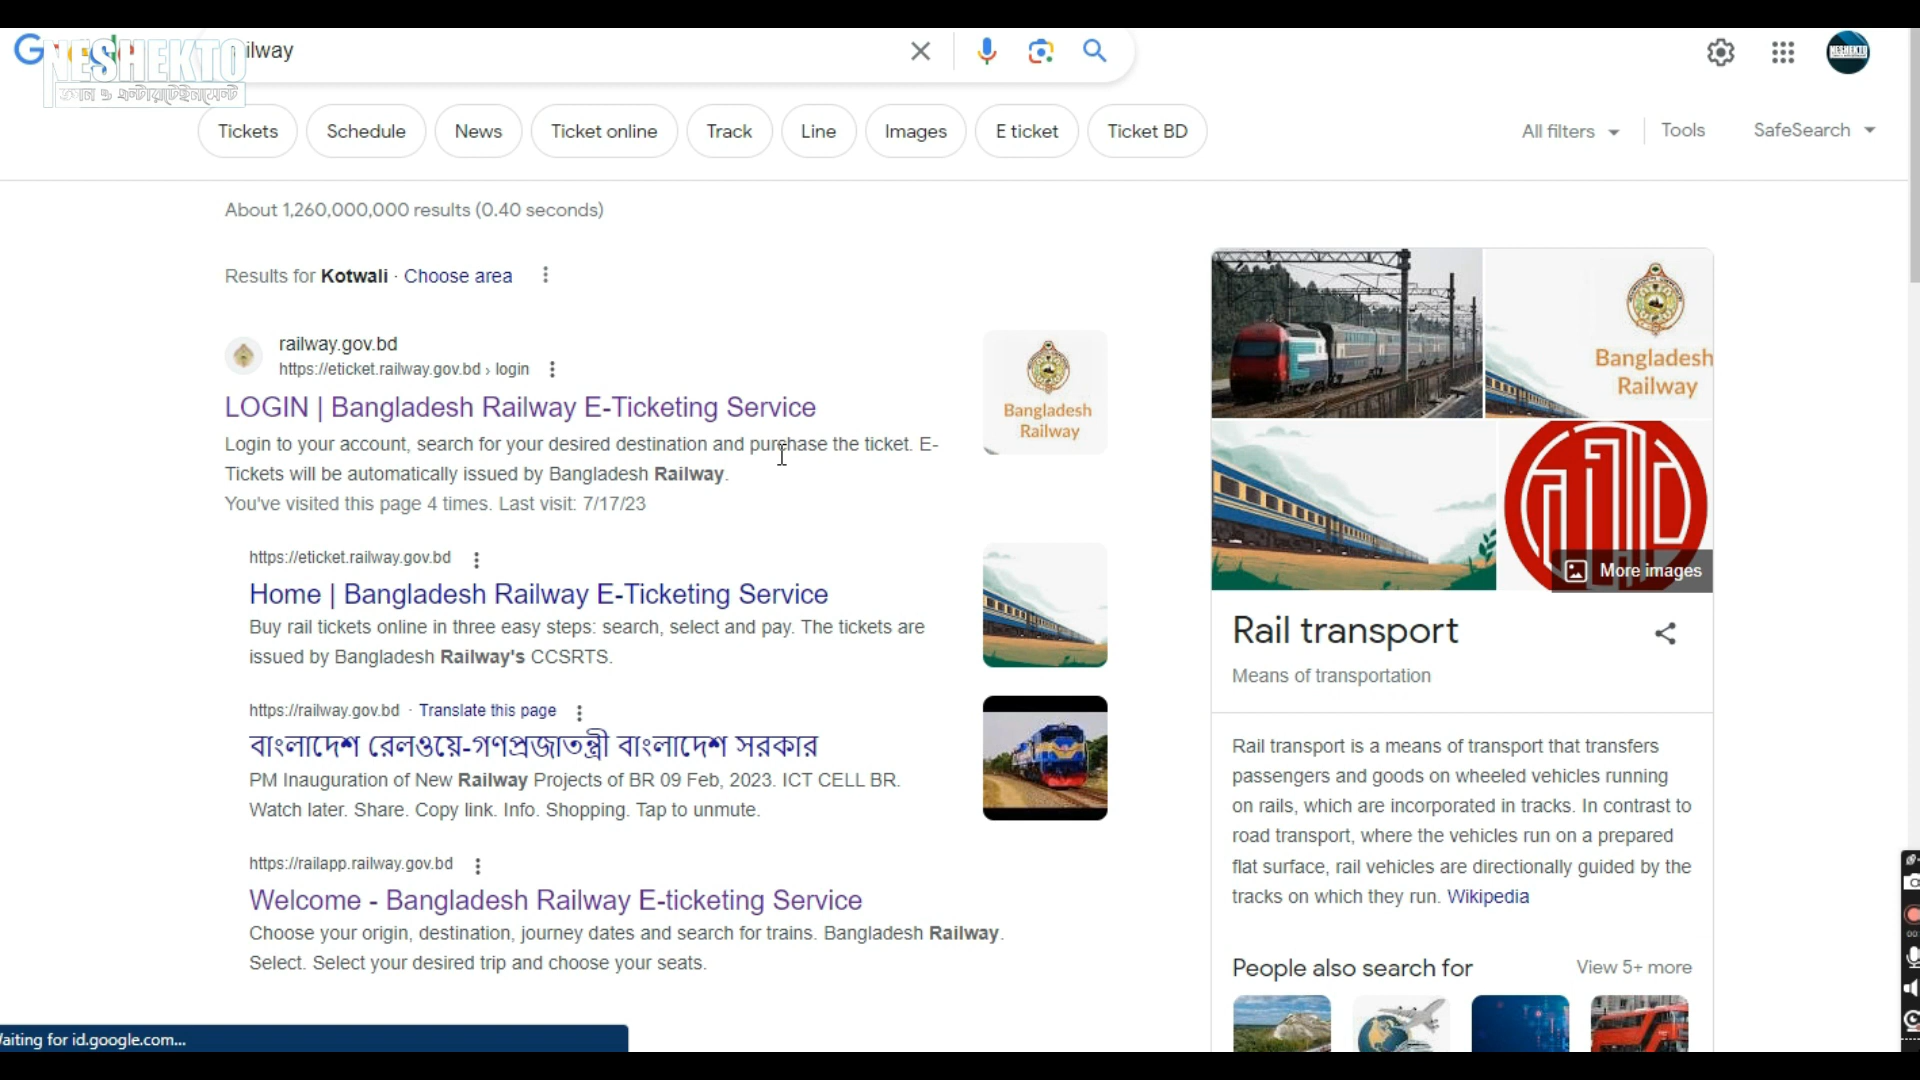 NESHEKTO
জ্ঞান ও এন্টারটেইনমেন্ট
ilway
Tickets
Schedule
News
Ticket online
Track
Line
Images
E ticket
Ticket BD
All filters
Tools
SafeSearch
About 1,260,000,000 results (0.40 seconds)
Results for Kotwali · Choose area
railway.gov.bd
https://eticket.railway.gov.bd › login
LOGIN | Bangladesh Railway E-Ticketing Service
Login to your account, search for your desired destination and purchase the ticket. E-
Tickets will be automatically issued by Bangladesh Railway.
You've visited this page 4 times. Last visit: 7/17/23
Bangladesh
Railway
https://eticket.railway.gov.bd
Home | Bangladesh Railway E-Ticketing Service
Buy rail tickets online in three easy steps: search, select and pay. The tickets are
issued by Bangladesh Railway's CCSRTS.
https://railway.gov.bd · Translate this page
বাংলাদেশ রেলওয়ে-গণপ্রজাতন্ত্রী বাংলাদেশ সরকার
PM Inauguration of New Railway Projects of BR 09 Feb, 2023. ICT CELL BR.
Watch later. Share. Copy link. Info. Shopping. Tap to unmute.
https://railapp.railway.gov.bd
Welcome - Bangladesh Railway E-ticketing Service
Choose your origin, destination, journey dates and search for trains. Bangladesh Railway.
Select. Select your desired trip and choose your seats.
Bangladesh
Railway
More images
Rail transport
Means of transportation
Rail transport is a means of transport that transfers
passengers and goods on wheeled vehicles running
on rails, which are incorporated in tracks. In contrast to
road transport, where the vehicles run on a prepared
flat surface, rail vehicles are directionally guided by the
tracks on which they run. Wikipedia
People also search for
View 5+ more
aiting for id.google.com...